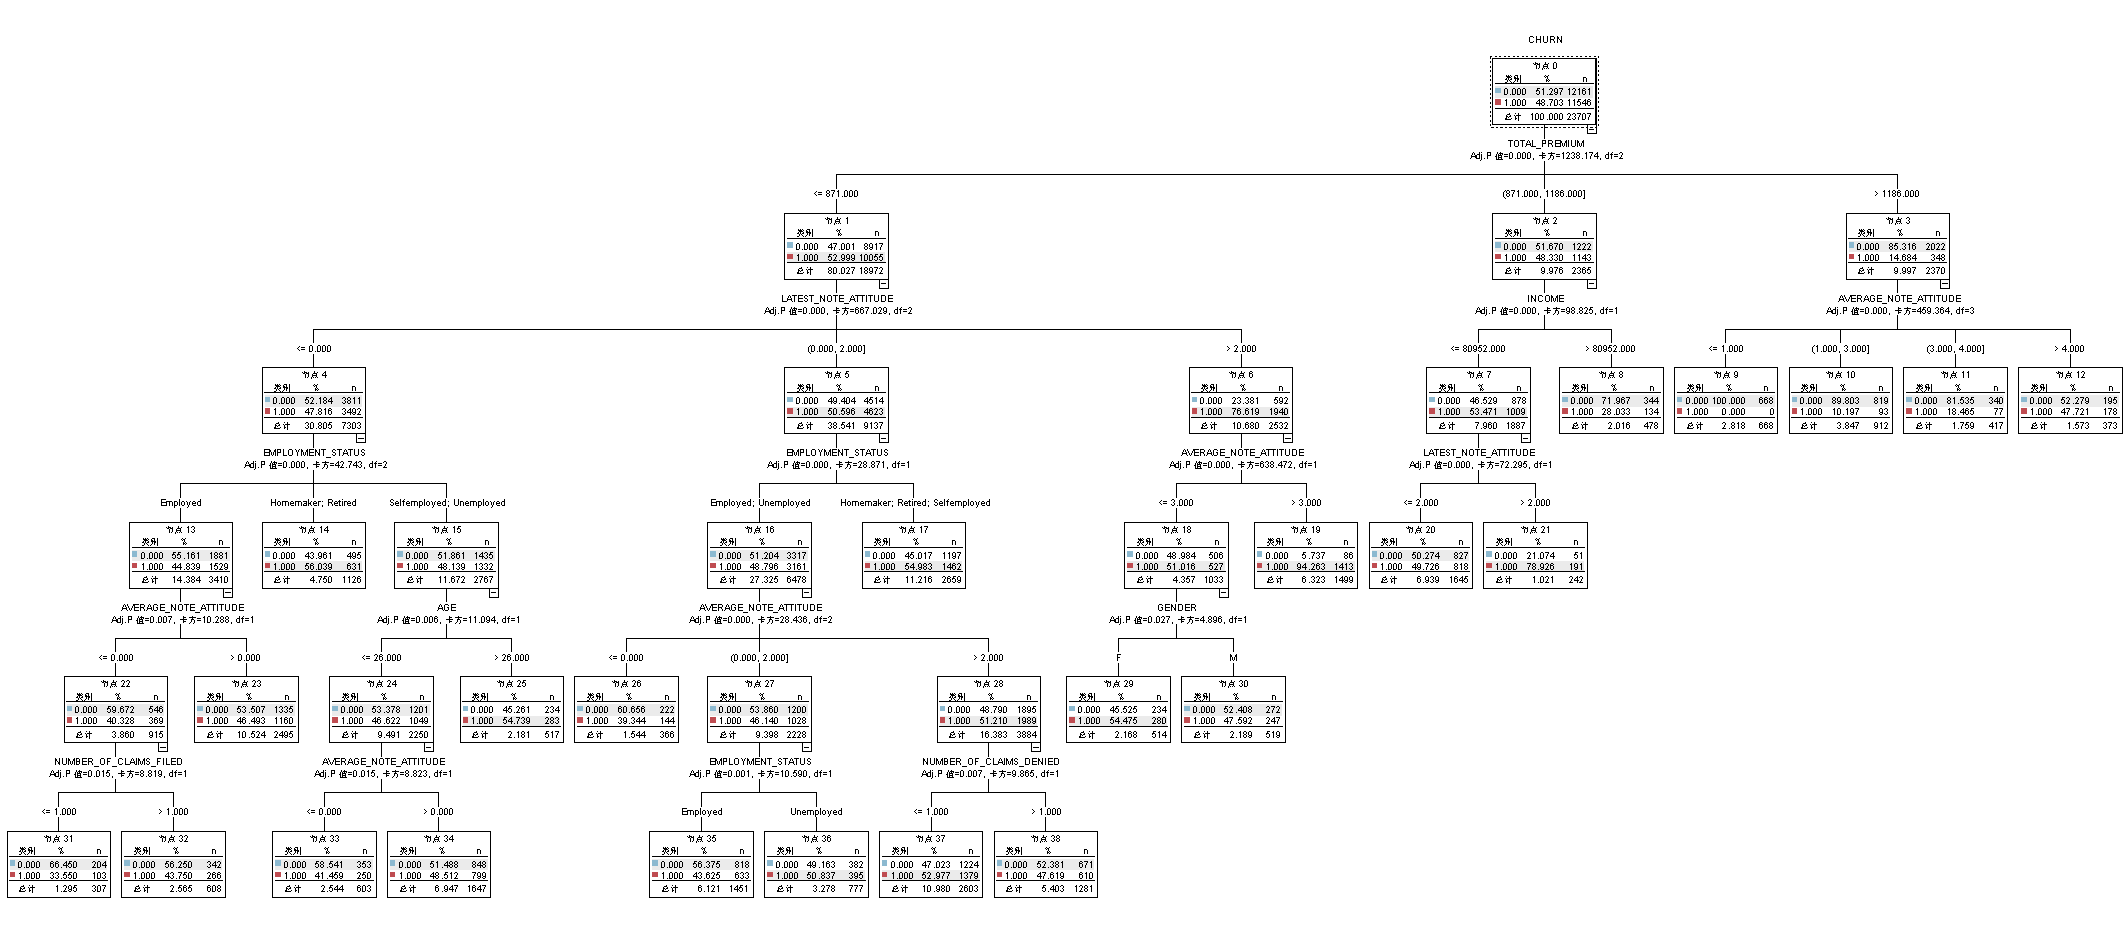 CHURN
节点 0
类别 % n
0.000 51.297 12161
1.000 48.703 11546
总计 100.000 23707
TOTAL_PREMIUM
Adj.P 值=0.000, 卡方=1238.174, df=2
<= 871.000
(871.000, 1186.000]
> 1186.000
节点 1
类别 % n
0.000 47.001 8917
1.000 52.999 10055
总计 80.027 18972
LATEST_NOTE_ATTITUDE
Adj.P 值=0.000, 卡方=667.029, df=2
节点 2
类别 % n
0.000 51.670 1222
1.000 48.330 1143
总计 9.976 2365
INCOME
Adj.P 值=0.000, 卡方=98.825, df=1
节点 3
类别 % n
0.000 85.316 2022
1.000 14.684 348
总计 9.997 2370
AVERAGE_NOTE_ATTITUDE
Adj.P 值=0.000, 卡方=459.364, df=3
<= 0.000
(0.000, 2.000]
> 2.000
<= 80952.000
> 80952.000
<= 1.000
(1.000, 3.000]
(3.000, 4.000]
> 4.000
节点 4
类别 % n
0.000 52.184 3811
1.000 47.816 3492
总计 30.805 7303
EMPLOYMENT_STATUS
Adj.P 值=0.000, 卡方=42.743, df=2
节点 5
类别 % n
0.000 49.404 4514
1.000 50.596 4623
总计 38.541 9137
EMPLOYMENT_STATUS
Adj.P 值=0.000, 卡方=28.871, df=1
节点 6
类别 % n
0.000 23.381 592
1.000 76.619 1940
总计 10.680 2532
AVERAGE_NOTE_ATTITUDE
Adj.P 值=0.000, 卡方=638.472, df=1
节点 7
类别 % n
0.000 46.529 878
1.000 53.471 1009
总计 7.960 1887
LATEST_NOTE_ATTITUDE
Adj.P 值=0.000, 卡方=72.295, df=1
节点 8
类别 % n
0.000 71.967 344
1.000 28.033 134
总计 2.016 478
节点 9
类别 % n
0.000 100.000 668
1.000 0.000 0
总计 2.818 668
节点 10
类别 % n
0.000 89.803 819
1.000 10.197 93
总计 3.847 912
节点 11
类别 % n
0.000 81.535 340
1.000 18.465 77
总计 1.759 417
节点 12
类别 % n
0.000 52.279 195
1.000 47.721 178
总计 1.573 373
Employed
Homemaker; Retired
Selfemployed; Unemployed
Employed; Unemployed
Homemaker; Retired; Selfemployed
<= 3.000
> 3.000
<= 2.000
> 2.000
节点 13
类别 % n
0.000 55.161 1881
1.000 44.839 1529
总计 14.384 3410
AVERAGE_NOTE_ATTITUDE
Adj.P 值=0.007, 卡方=10.288, df=1
节点 14
类别 % n
0.000 43.961 495
1.000 56.039 631
总计 4.750 1126
节点 15
类别 % n
0.000 51.861 1435
1.000 48.139 1332
总计 11.672 2767
AGE
Adj.P 值=0.006, 卡方=11.094, df=1
节点 16
类别 % n
0.000 51.204 3317
1.000 48.796 3161
总计 27.325 6478
AVERAGE_NOTE_ATTITUDE
Adj.P 值=0.000, 卡方=28.436, df=2
节点 17
类别 % n
0.000 45.017 1197
1.000 54.983 1462
总计 11.216 2659
节点 18
类别 % n
0.000 48.984 506
1.000 51.016 527
总计 4.357 1033
GENDER
Adj.P 值=0.027, 卡方=4.896, df=1
节点 19
类别 % n
0.000 5.737 86
1.000 94.263 1413
总计 6.323 1499
节点 20
类别 % n
0.000 50.274 827
1.000 49.726 818
总计 6.939 1645
节点 21
类别 % n
0.000 21.074 51
1.000 78.926 191
总计 1.021 242
<= 0.000
> 0.000
<= 26.000
> 26.000
<= 0.000
(0.000, 2.000]
> 2.000
F
M
节点 22
类别 % n
0.000 59.672 546
1.000 40.328 369
总计 3.860 915
NUMBER_OF_CLAIMS_FILED
Adj.P 值=0.015, 卡方=8.819, df=1
节点 23
类别 % n
0.000 53.507 1335
1.000 46.493 1160
总计 10.524 2495
节点 24
类别 % n
0.000 53.378 1201
1.000 46.622 1049
总计 9.491 2250
AVERAGE_NOTE_ATTITUDE
Adj.P 值=0.015, 卡方=8.823, df=1
节点 25
类别 % n
0.000 45.261 234
1.000 54.739 283
总计 2.181 517
节点 26
类别 % n
0.000 60.656 222
1.000 39.344 144
总计 1.544 366
节点 27
类别 % n
0.000 53.860 1200
1.000 46.140 1028
总计 9.398 2228
EMPLOYMENT_STATUS
Adj.P 值=0.001, 卡方=10.590, df=1
节点 28
类别 % n
0.000 48.790 1895
1.000 51.210 1989
总计 16.383 3884
NUMBER_OF_CLAIMS_DENIED
Adj.P 值=0.007, 卡方=9.865, df=1
节点 29
类别 % n
0.000 45.525 234
1.000 54.475 280
总计 2.168 514
节点 30
类别 % n
0.000 52.408 272
1.000 47.592 247
总计 2.189 519
<= 1.000
> 1.000
<= 0.000
> 0.000
Employed
Unemployed
<= 1.000
> 1.000
节点 31
类别 % n
0.000 66.450 204
1.000 33.550 103
总计 1.295 307
节点 32
类别 % n
0.000 56.250 342
1.000 43.750 266
总计 2.565 608
节点 33
类别 % n
0.000 58.541 353
1.000 41.459 250
总计 2.544 603
节点 34
类别 % n
0.000 51.488 848
1.000 48.512 799
总计 6.947 1647
节点 35
类别 % n
0.000 56.375 818
1.000 43.625 633
总计 6.121 1451
节点 36
类别 % n
0.000 49.163 382
1.000 50.837 395
总计 3.278 777
节点 37
类别 % n
0.000 47.023 1224
1.000 52.977 1379
总计 10.980 2603
节点 38
类别 % n
0.000 52.381 671
1.000 47.619 610
总计 5.403 1281